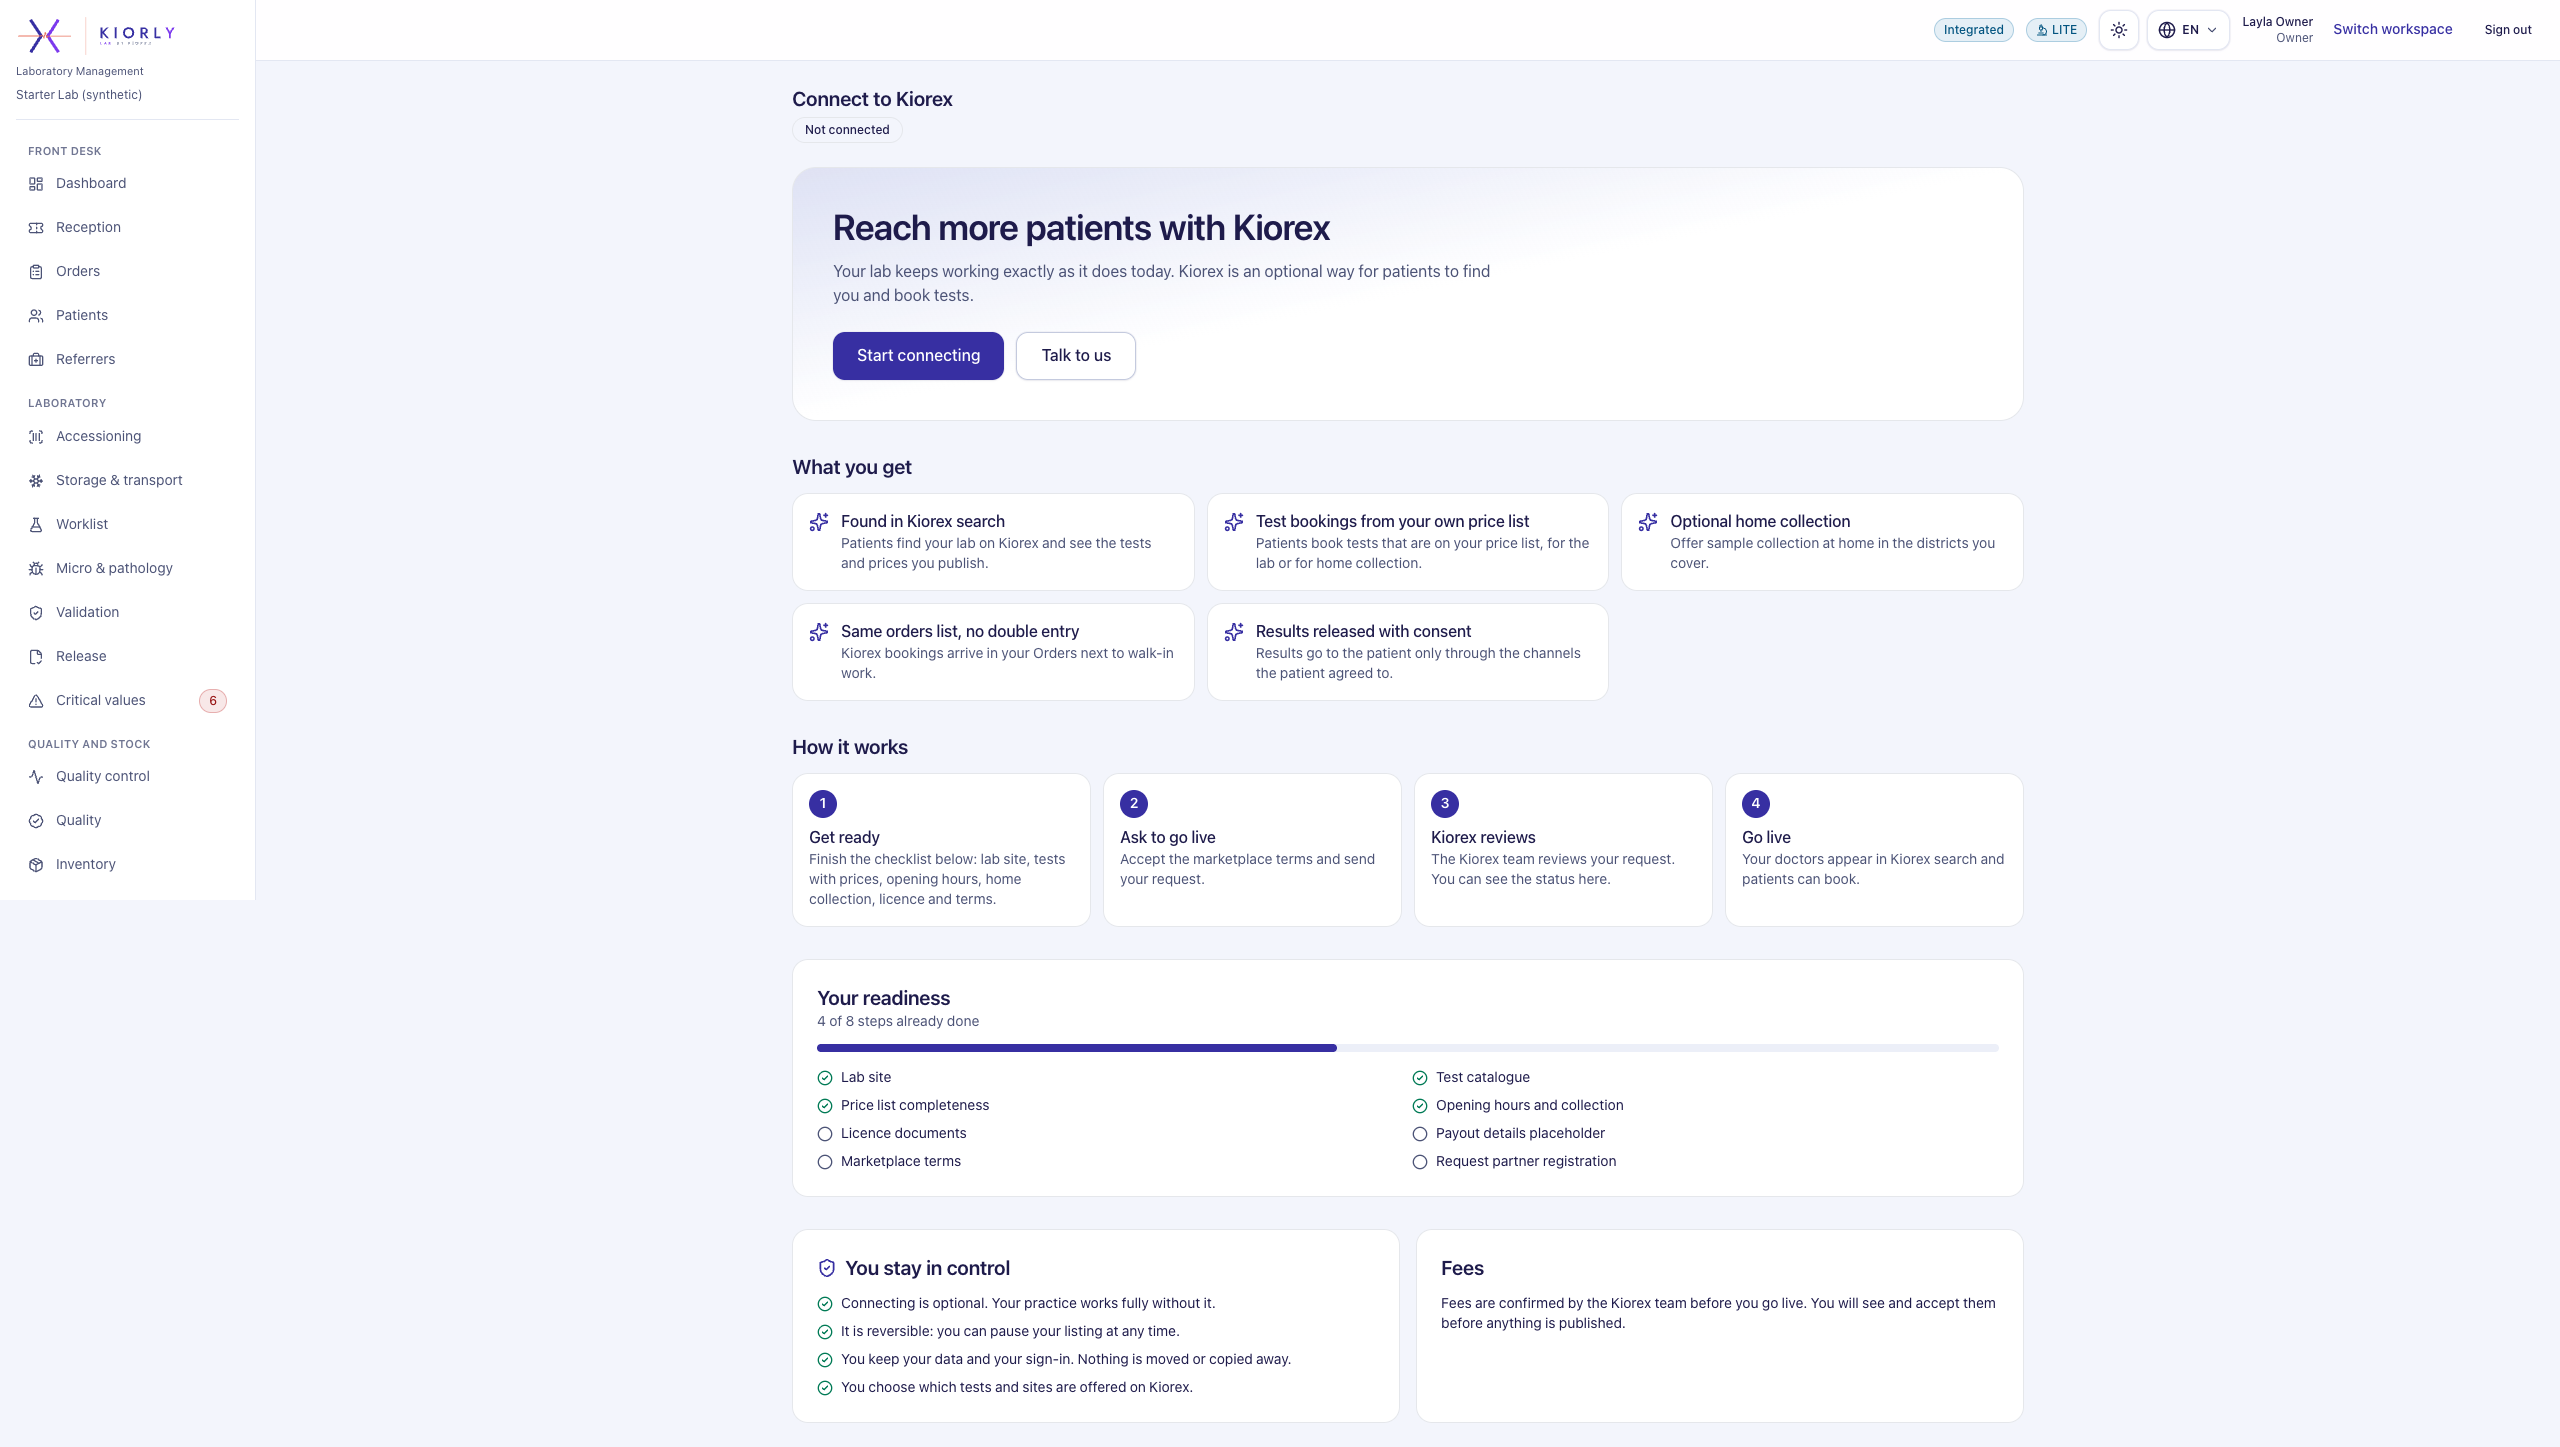 KIORLY
Laboratory Management
Starter Lab (synthetic)
FRONT DESK
Dashboard
Reception
Orders
Patients
Referrers
LABORATORY
Accessioning
Storage & transport
Worklist
Micro & pathology
Validation
Release
Critical values 6
QUALITY AND STOCK
Quality control
Quality
Inventory
Integrated
LITE
EN
Layla Owner
Owner
Switch workspace
Sign out
Connect to Kiorex
Not connected
Reach more patients with Kiorex
Your lab keeps working exactly as it does today. Kiorex is an optional way for patients to find
you and book tests.
Start connecting
Talk to us
What you get
Found in Kiorex search
Patients find your lab on Kiorex and see the tests
and prices you publish.
Test bookings from your own price list
Patients book tests that are on your price list, for the
lab or for home collection.
Optional home collection
Offer sample collection at home in the districts you
cover.
Same orders list, no double entry
Kiorex bookings arrive in your Orders next to walk-in
work.
Results released with consent
Results go to the patient only through the channels
the patient agreed to.
How it works
1
Get ready
Finish the checklist below: lab site, tests
with prices, opening hours, home
collection, licence and terms.
2
Ask to go live
Accept the marketplace terms and send
your request.
3
Kiorex reviews
The Kiorex team reviews your request.
You can see the status here.
4
Go live
Your doctors appear in Kiorex search and
patients can book.
Your readiness
4 of 8 steps already done
Lab site
Test catalogue
Price list completeness
Opening hours and collection
Licence documents
Payout details placeholder
Marketplace terms
Request partner registration
You stay in control
Connecting is optional. Your practice works fully without it.
It is reversible: you can pause your listing at any time.
You keep your data and your sign-in. Nothing is moved or copied away.
You choose which tests and sites are offered on Kiorex.
Fees
Fees are confirmed by the Kiorex team before you go live. You will see and accept them
before anything is published.